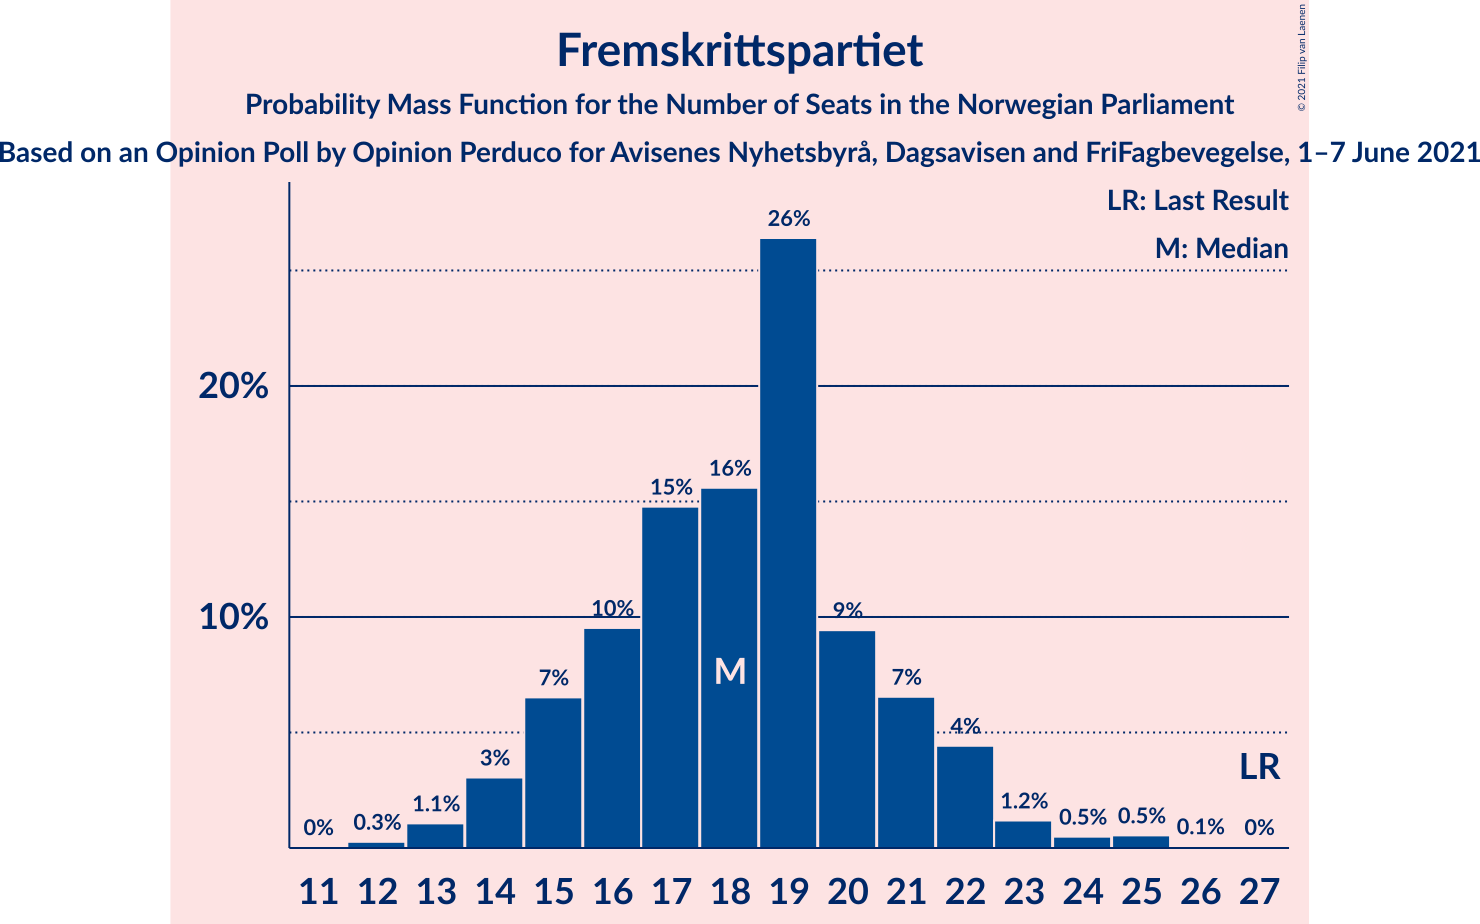 Fremskrittspartiet
Probability Mass Function for the Number of Seats in the Norwegian Parliament
Based on an Opinion Poll by Opinion Perduco for Avisenes Nyhetsbyrå, Dagsavisen and FriFagbevegelse, 1–7 June 2021
© 2021 Filip van Laenen
LR: Last Result
M: Median
26%
20%
16%
15%
10%
10%
9%
M
7%
7%
4%
3%
LR
1.1%
1.2%
0%
0.3%
0.5%
0.5%
0.1%
0%
11 12 13 14 15 16 17 18 19 20 21 22 23 24 25 26 27